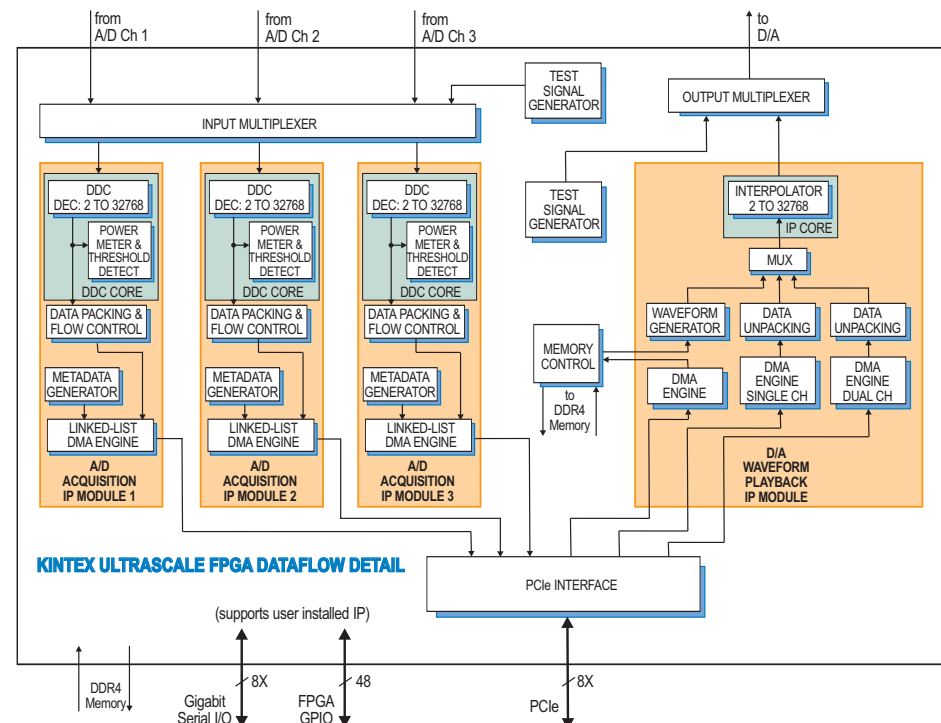 from
A/D Ch 1
from
A/D Ch 2
from
A/D Ch 3
to
D/A
TEST
SIGNAL
GENERATOR
OUTPUT MULTIPLEXER
INPUT MULTIPLEXER
DDC
DEC: 2 TO 32768
POWER
METER &
THRESHOLD
DETECT
DDC CORE
DATA PACKING &
FLOW CONTROL
METADATA
GENERATOR
LINKED-LIST
DMA ENGINE
A/D
ACQUISITION
IP MODULE 1
DDC
DEC: 2 TO 32768
POWER
METER &
THRESHOLD
DETECT
DDC CORE
DATA PACKING &
FLOW CONTROL
METADATA
GENERATOR
LINKED-LIST
DMA ENGINE
A/D
ACQUISITION
IP MODULE 2
DDC
DEC: 2 TO 32768
POWER
METER &
THRESHOLD
DETECT
DDC CORE
DATA PACKING &
FLOW CONTROL
METADATA
GENERATOR
LINKED-LIST
DMA ENGINE
A/D
ACQUISITION
IP MODULE 3
TEST
SIGNAL
GENERATOR
INTERPOLATOR
2 TO 32768
IP CORE
MUX
WAVEFORM
GENERATOR
DATA
UNPACKING
DATA
UNPACKING
MEMORY
CONTROL
to
DDR4
Memory
DMA
ENGINE
DMA
ENGINE
SINGLE CH
DMA
ENGINE
DUAL CH
D/A
WAVEFORM
PLAYBACK
IP MODULE
KINTEX ULTRASCALE FPGA DATAFLOW DETAIL
PCIe INTERFACE
(supports user installed IP)
DDR4
Memory
8X
Gigabit
Serial I/O
48
FPGA
GPIO
8X
PCIe